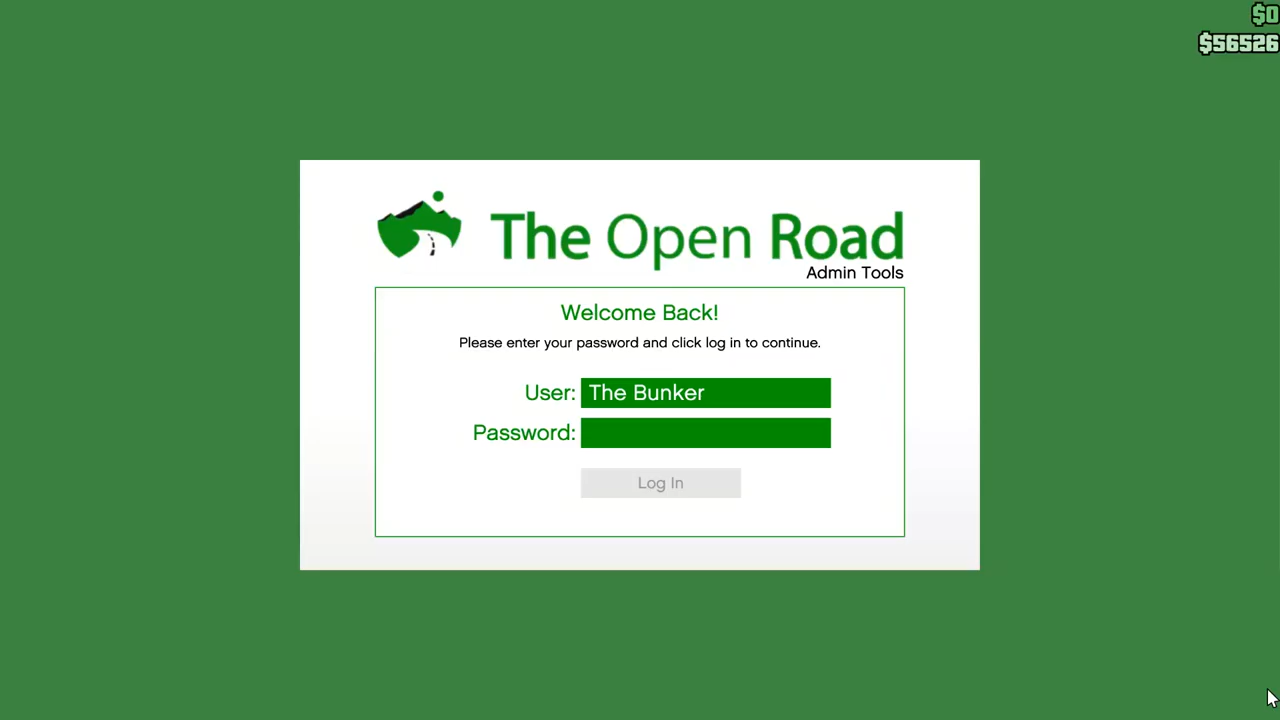 $0
$56526
The Open Road
Admin Tools
Welcome Back!
Please enter your password and click log in to continue.
User: The Bunker
Password:
Log In